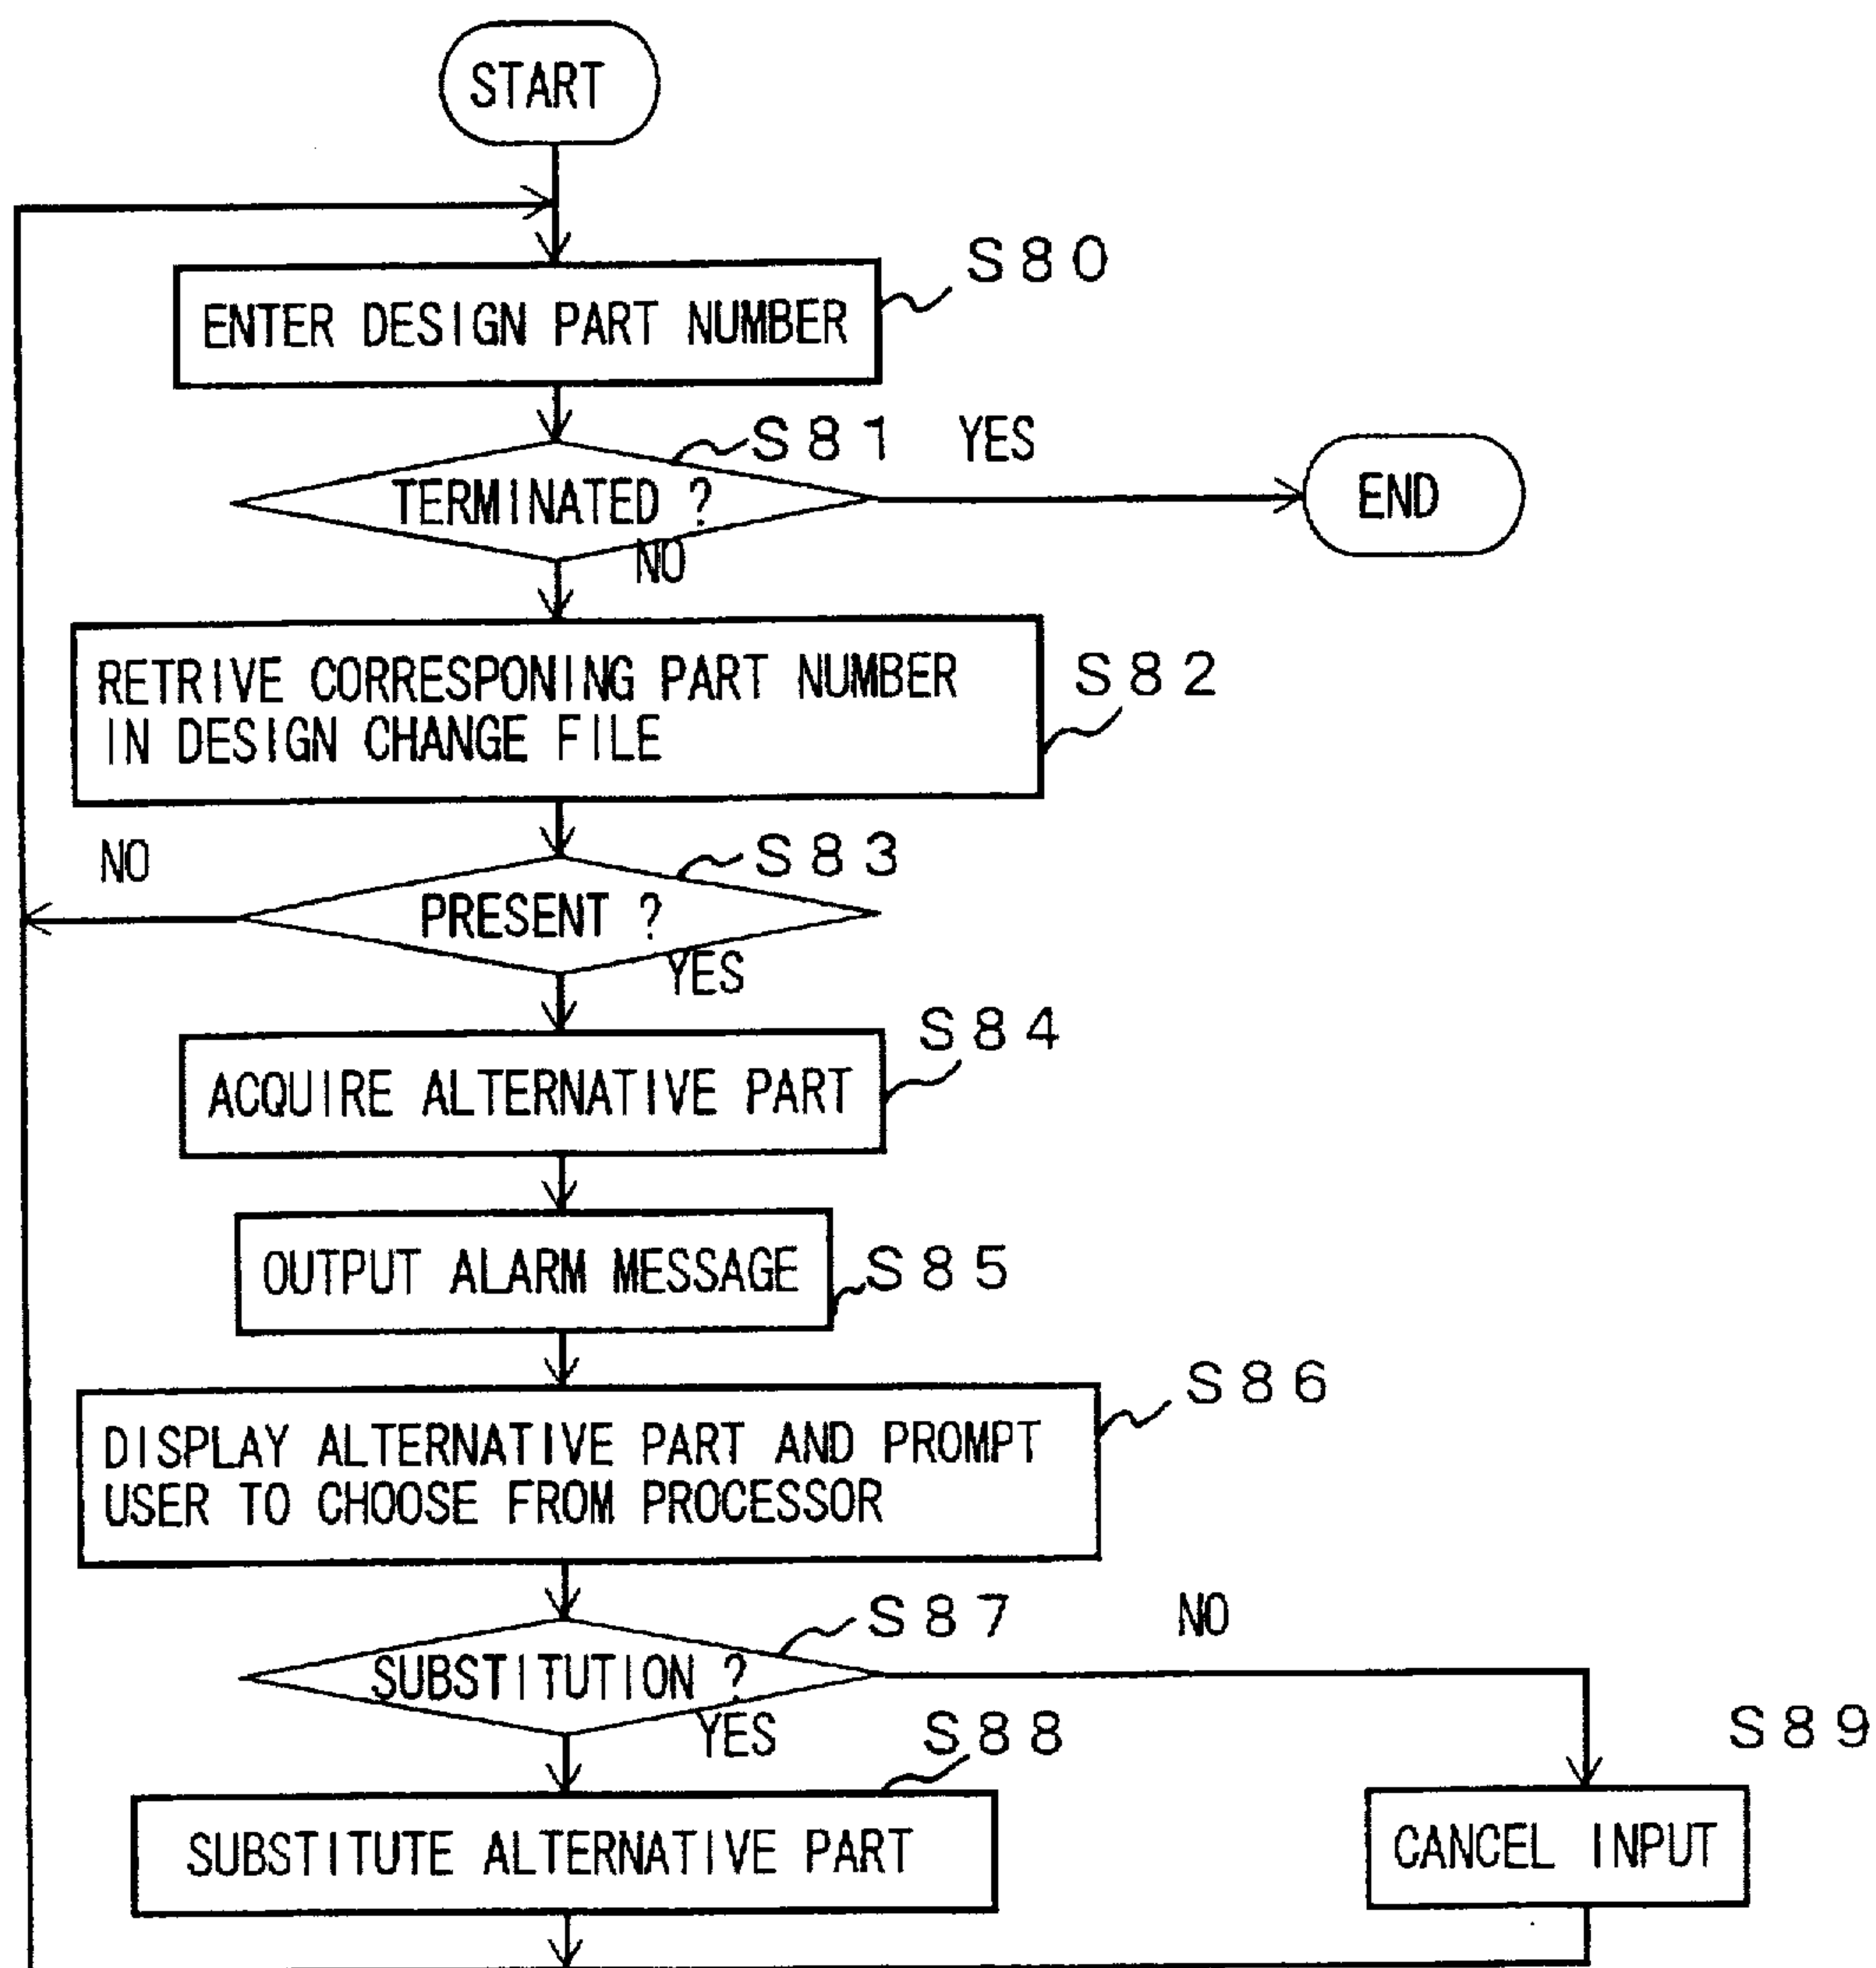 START
S80
ENTER DESIGN PART NUMBER
S81
YES
TERMINATED ?
END
NO
RETRIVE CORRESPONING PART NUMBER
IN DESIGN CHANGE FILE
S82
NO
S83
PRESENT ?
YES
S84
ACQUIRE ALTERNATIVE PART
OUTPUT ALARM MESSAGE
S85
S86
DISPLAY ALTERNATIVE PART AND PROMPT
USER TO CHOOSE FROM PROCESSOR
S87
NO
SUBSTITUTION ?
YES
S88
S89
SUBSTITUTE ALTERNATIVE PART
CANCEL INPUT